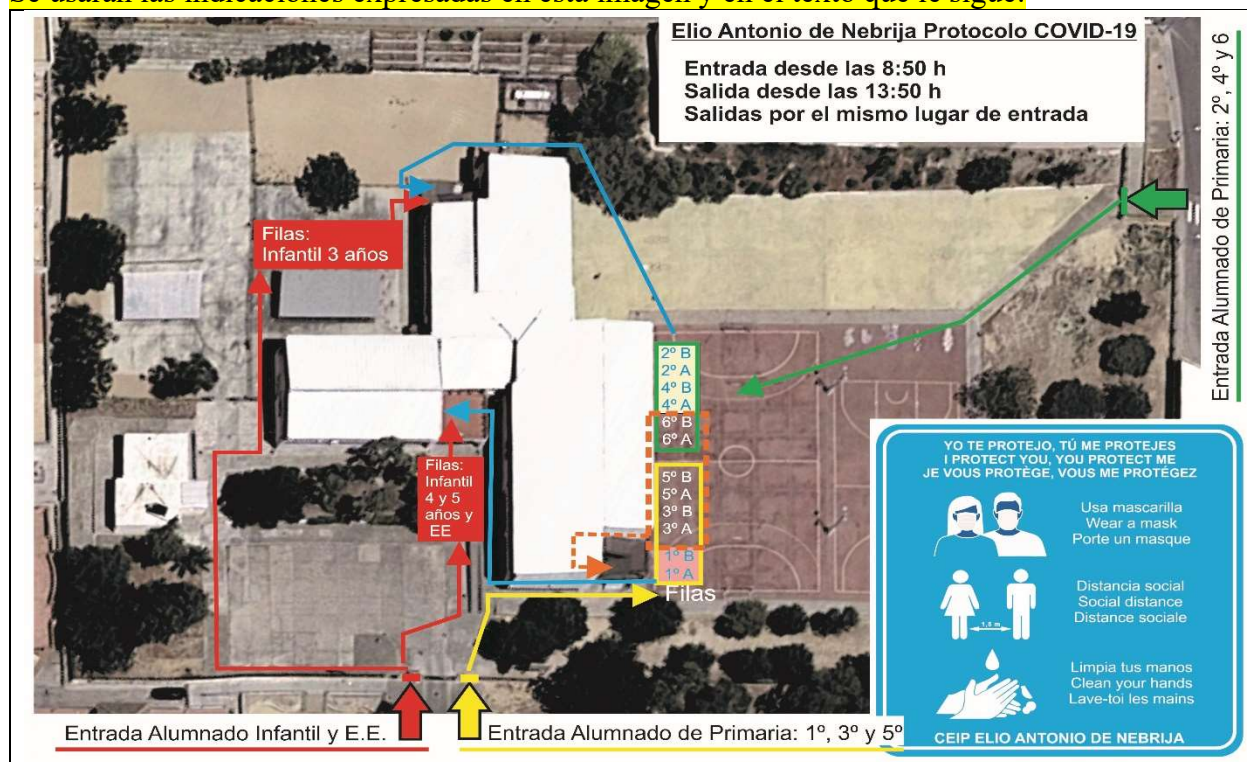 Se usarán las indicaciones expresadas en esta imagen y en el texto que le sigue:
Elio Antonio de Nebrija Protocolo COVID-19
Entrada desde las 8:50 h
Salida desde las 13:50 h
Salidas por el mismo lugar de entrada
Entrada Alumnado de Primaria: 2º, 4º y 6
Filas:
Infantil 3 años
2º B
2º A
4º B
4º A
6º B
6º A
5º B
5º A
3º B
3º A
1º B
1º A
Filas
Filas:
Infantil
4 y 5
años y
EE
YO TE PROTEJO, TÚ ME PROTEJES
I PROTECT YOU, YOU PROTECT ME
JE VOUS PROTÈGE, VOUS ME PROTÉGEZ
Usa mascarilla
Wear a mask
Porte un masque
Distancia social
Social distance
Distance sociale
1,5 m
Limpia tus manos
Clean your hands
Lave-toi les mains
CEIP ELIO ANTONIO DE NEBRIJA
Entrada Alumnado Infantil y E.E.
Entrada Alumnado de Primaria: 1º, 3º y 5º